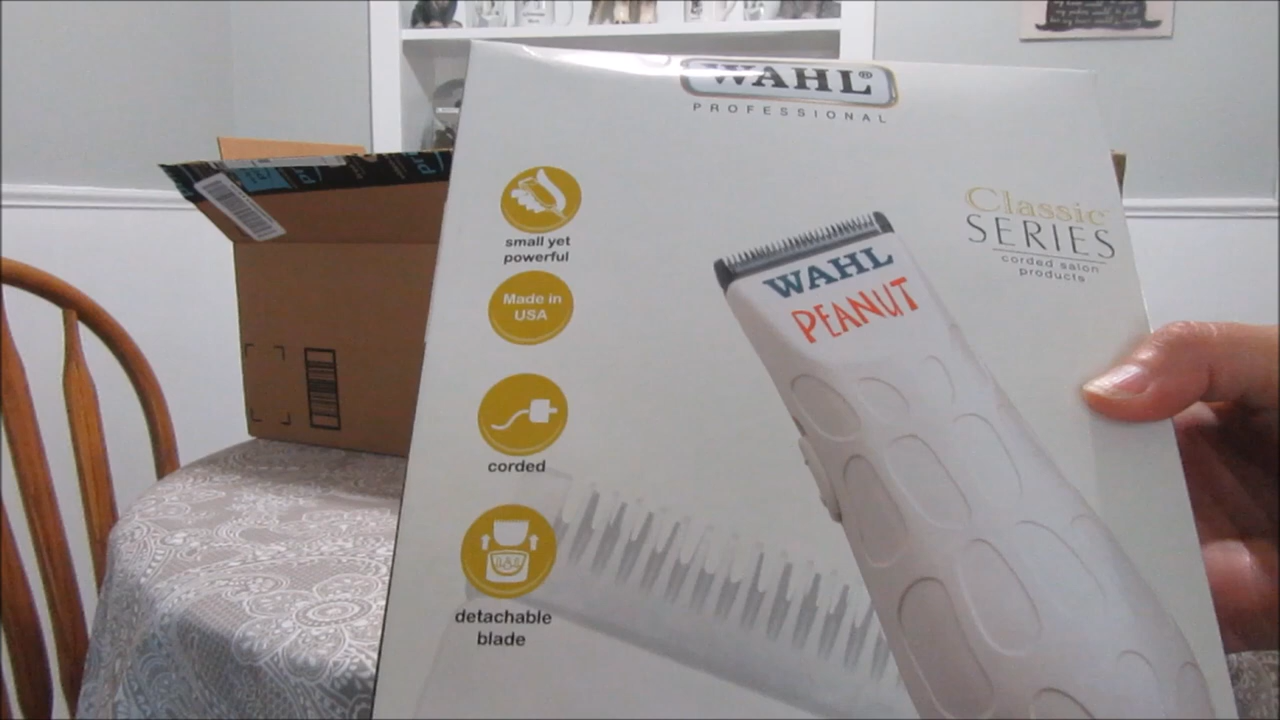 WAHL®
PROFESSIONAL
small yet
powerful
Made in
USA
corded
detachable
blade
Classic
SERIES
corded salon
products
WAHL
PEANUT